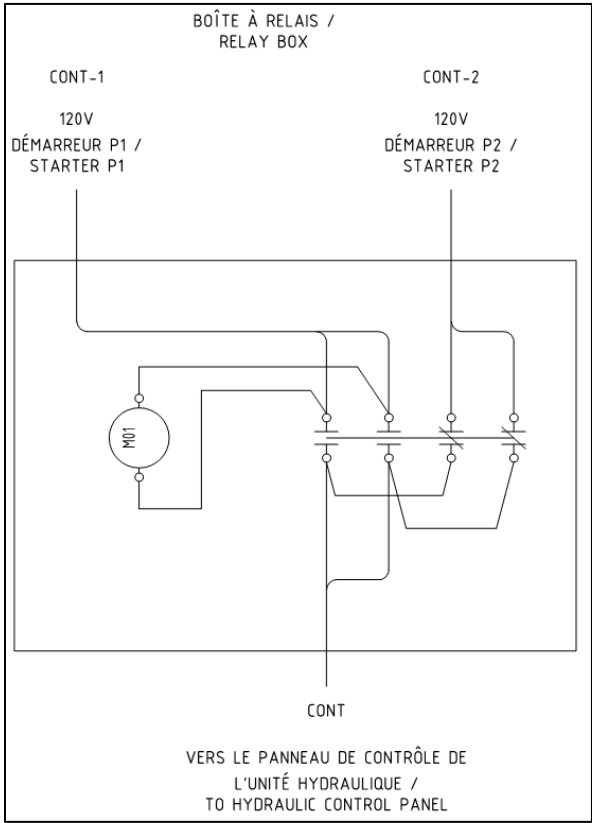 BOÎTE À RELAIS /
RELAY BOX
CONT-1
120V
DÉMARREUR P1 /
STARTER P1
CONT-2
120V
DÉMARREUR P2 /
STARTER P2
M01
CONT
VERS LE PANNEAU DE CONTRÔLE DE
L'UNITÉ HYDRAULIQUE /
TO HYDRAULIC CONTROL PANEL